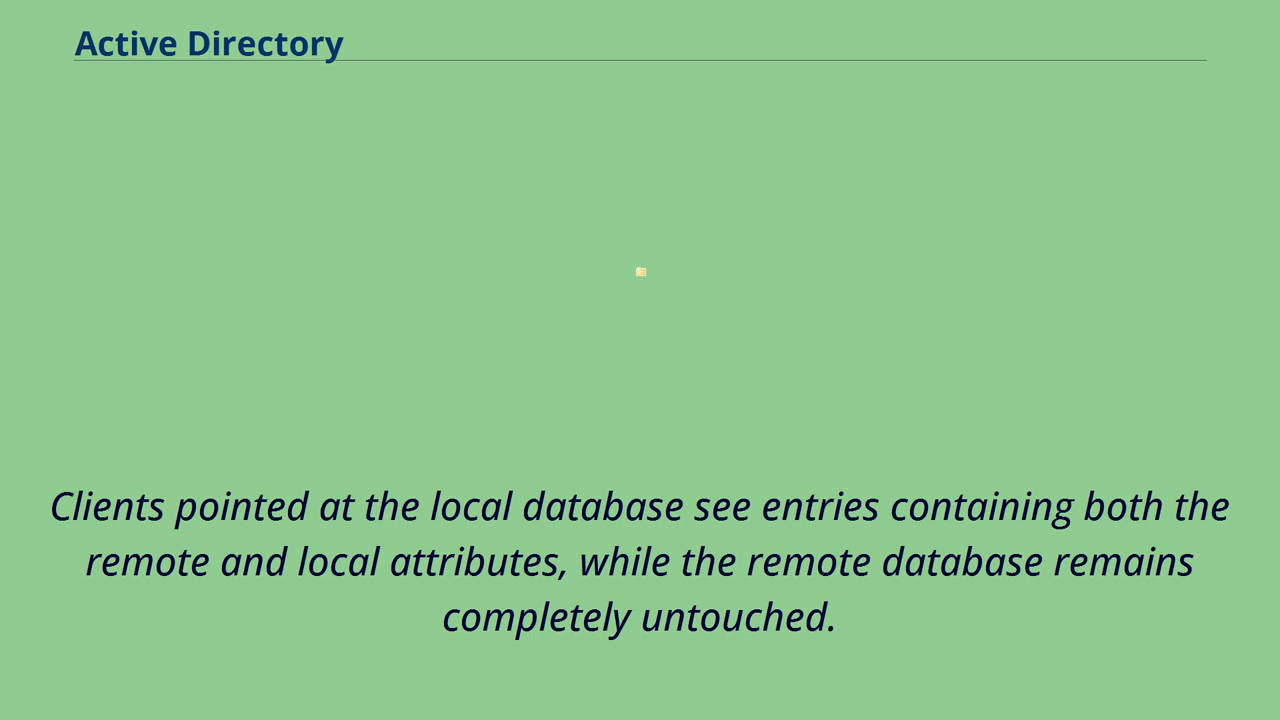 Active Directory
Clients pointed at the local database see entries containing both the
remote and local attributes, while the remote database remains
completely untouched.